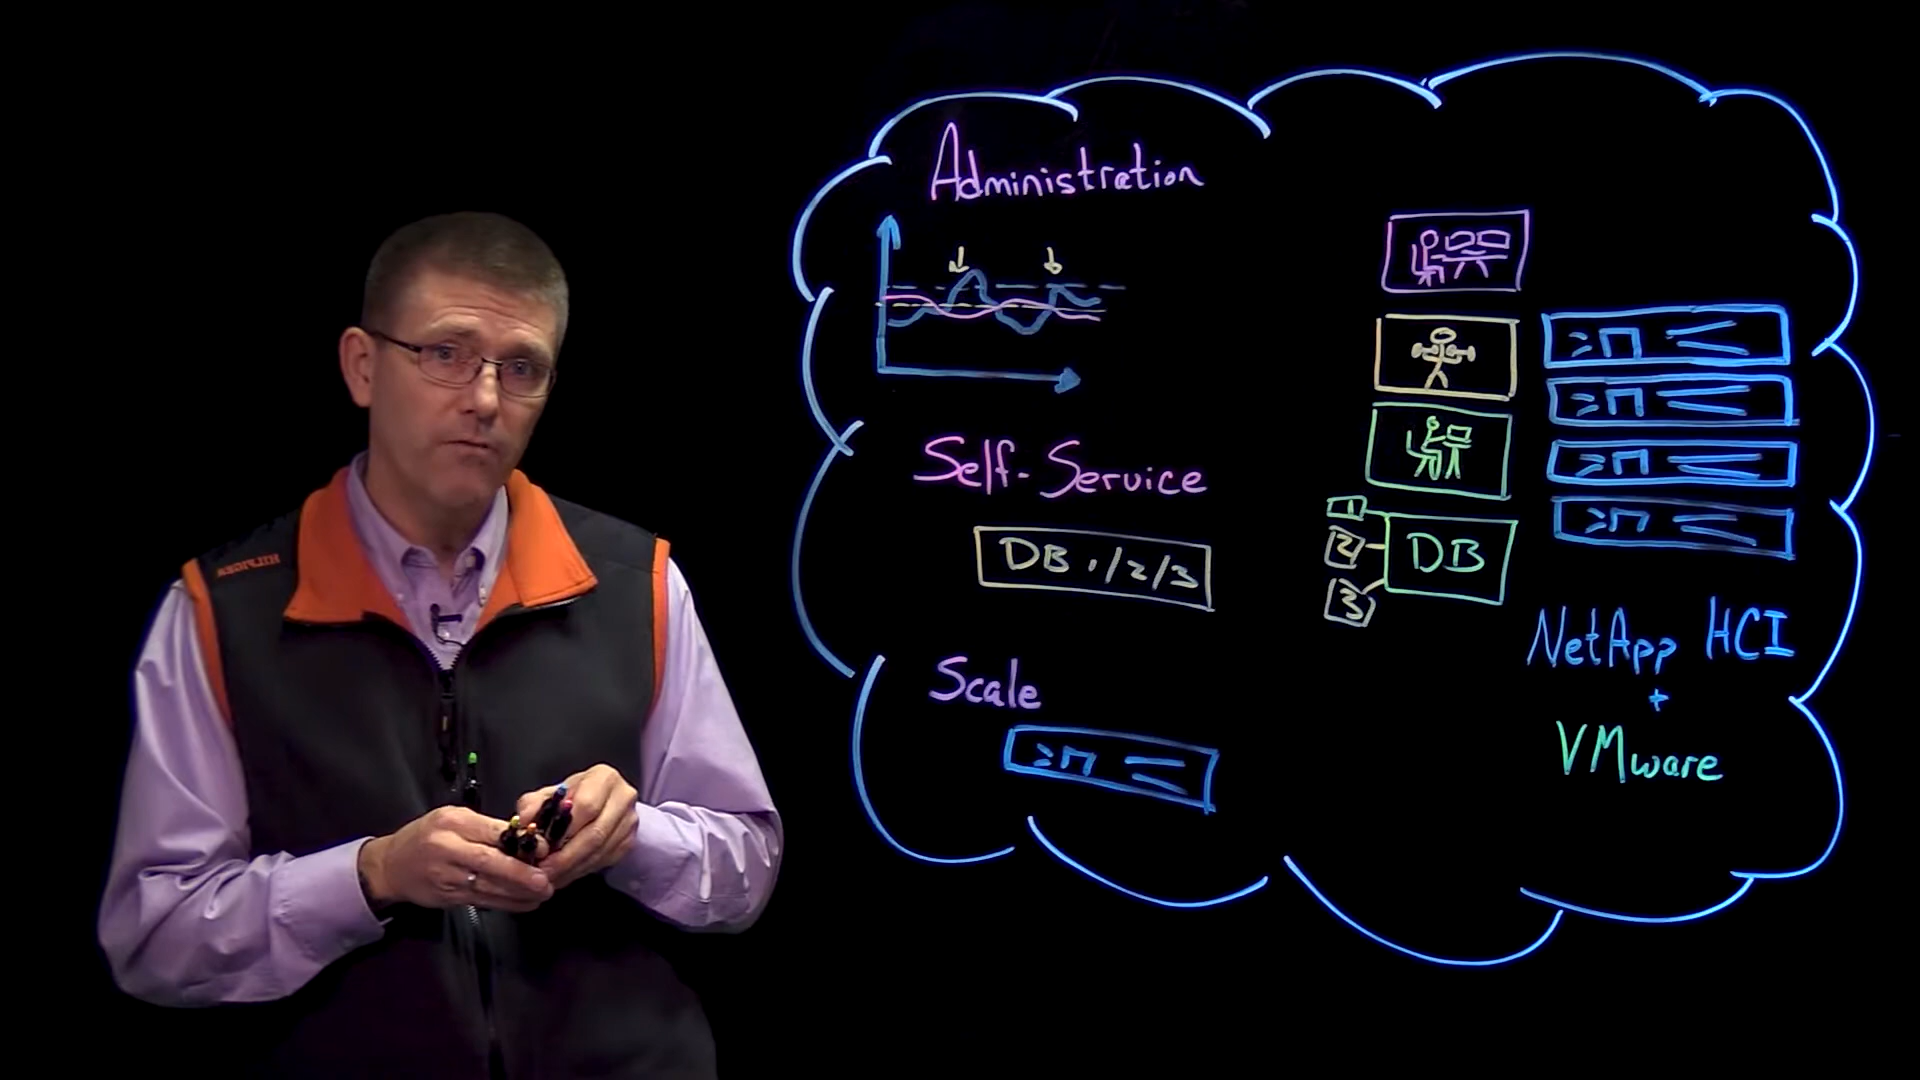 Administration
Self-Service
DB 1/2/3
Scale
1
2
3
DB
NetApp HCI
+
VMware